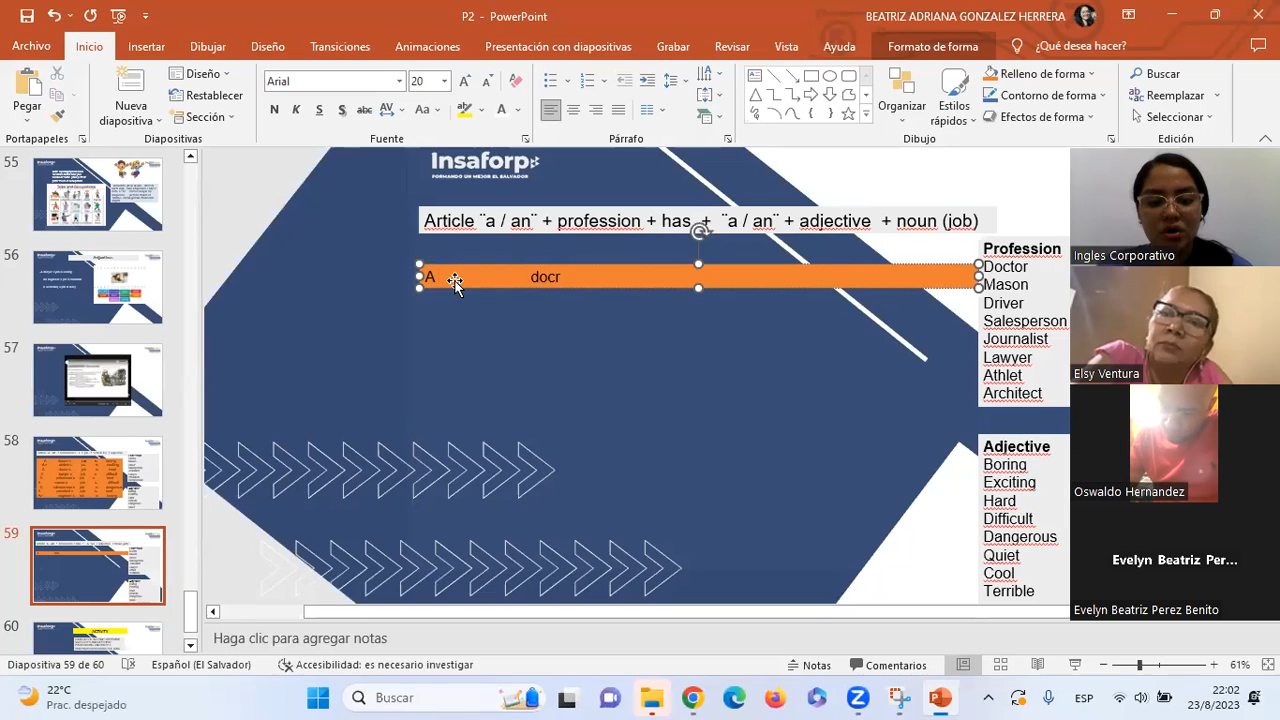 P2 - PowerPoint
BEATRIZ ADRIANA GONZALEZ HERRERA
Archivo Inicio Insertar Dibujar Diseño Transiciones Animaciones Presentación con diapositivas Grabar Revisar Vista Ayuda Formato de forma ¿Qué desea hacer?
Pegar
Portapapeles
Nueva diapositiva
Diseño
Restablecer
Sección
Diapositivas
Arial 20
N K S abc AV Aa A
Fuente
Párrafo
Organizar
Estilos rápidos
Relleno de forma
Contorno de forma
Efectos de forma
Dibujo
Buscar
Reemplazar
Seleccionar
Edición
55
56
57
58
59
60
Insaforp
FORMANDO UN MEJOR EL SALVADOR
Article ¨a / an¨ + profession + has + ¨a / an¨ + adjective + noun (job)
A docr
Profession
Doctor
Mason
Driver
Salesperson
Journalist
Lawyer
Athlet
Architect
Adjective
Boring
Exciting
Hard
Difficult
Dangerous
Quiet
Cool
Terrible
Ingles Corporativo
Elsy Ventura
Oswaldo Hernandez
Evelyn Beatriz Per...
Evelyn Beatriz Perez Benito
Haga clic para agregar notas
Diapositiva 59 de 60 Español (El Salvador) Accesibilidad: es necesario investigar Notas Comentarios 61%
22°C
Prac. despejado
Buscar
ESP
22:02
23/8/2023